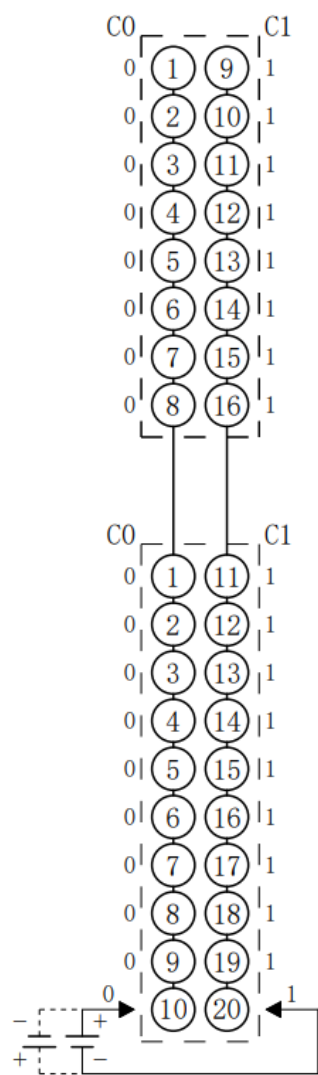 C0 C1
0 1 9 1
0 2 10 1
0 3 11 1
0 4 12 1
0 5 13 1
0 6 14 1
0 7 15 1
0 8 16 1
C0 C1
0 1 11 1
0 2 12 1
0 3 13 1
0 4 14 1
0 5 15 1
0 6 16 1
0 7 17 1
0 8 18 1
0 9 19 1
0 10 20 1
- +
+ -